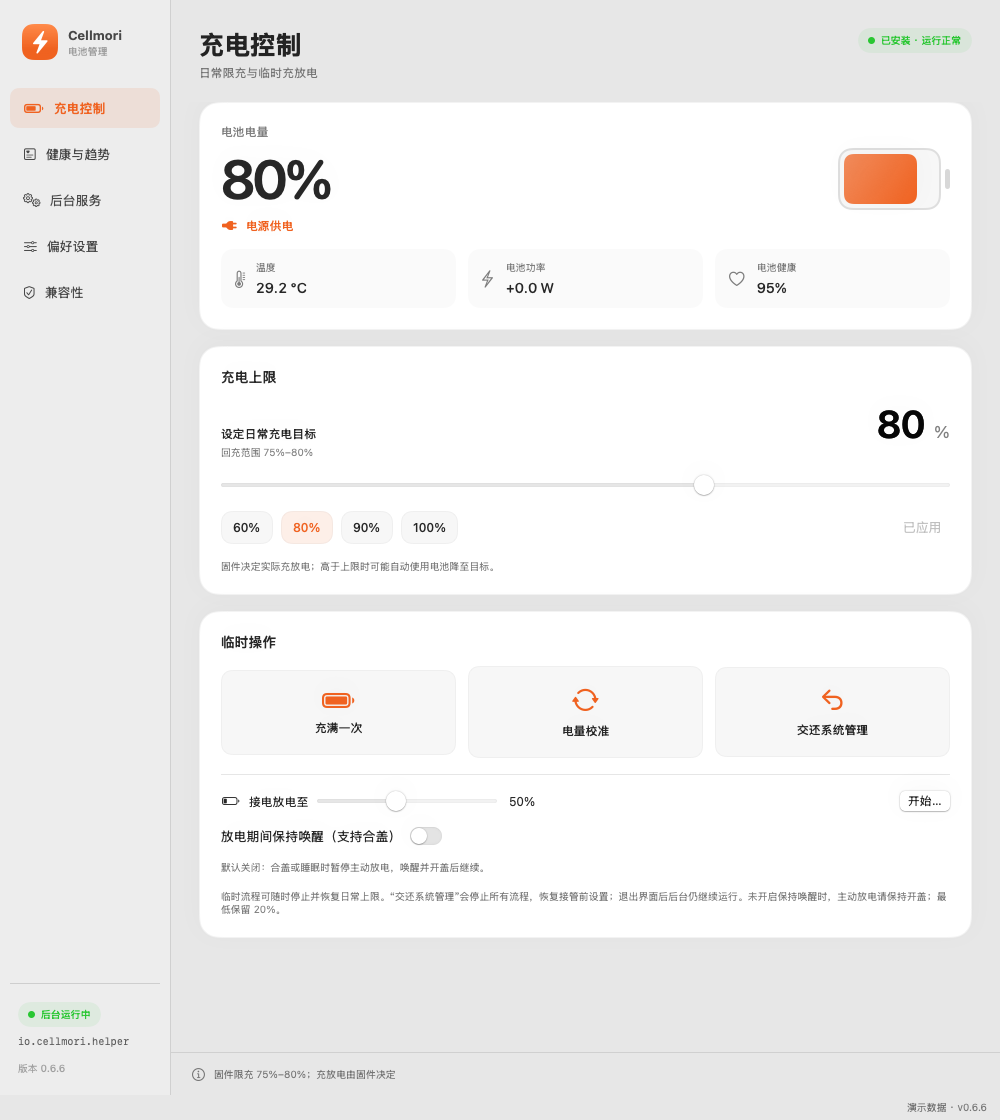 Cellmori
电池管理
充电控制
健康与趋势
后台服务
偏好设置
兼容性
后台运行中
io.cellmori.helper
版本 0.6.6
充电控制
日常限充与临时充放电
已安装 · 运行正常
电池电量
80%
电源供电
温度
29.2 °C
电池功率
+0.0 W
电池健康
95%
充电上限
设定日常充电目标
回充范围 75%–80%
80 %
60%
80%
90%
100%
已应用
固件决定实际充放电；高于上限时可能自动使用电池降至目标。
临时操作
充满一次
电量校准
交还系统管理
接电放电至
50%
开始...
放电期间保持唤醒（支持合盖）
默认关闭：合盖或睡眠时暂停主动放电，唤醒并开盖后继续。
临时流程可随时停止并恢复日常上限。“交还系统管理”会停止所有流程，恢复接管前设置；退出界面后后台仍继续运行。未开启保持唤醒时，主动放电请保持开盖；最
低保留 20%。
固件限充 75%–80%；充放电由固件决定
演示数据 · v0.6.6